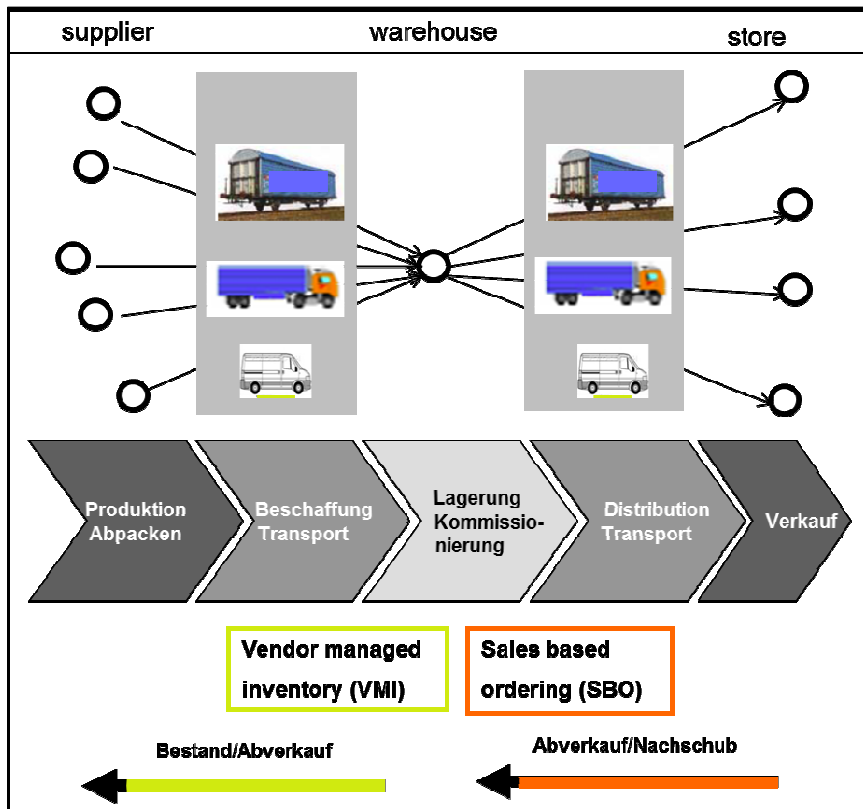 supplier
warehouse
store
Produktion
Abpacken
Beschaffung
Transport
Lagerung
Kommissio-
nierung
Distribution
Transport
Verkauf
Vendor managed
inventory (VMI)
Sales based
ordering (SBO)
Bestand/Abverkauf
Abverkauf/Nachschub